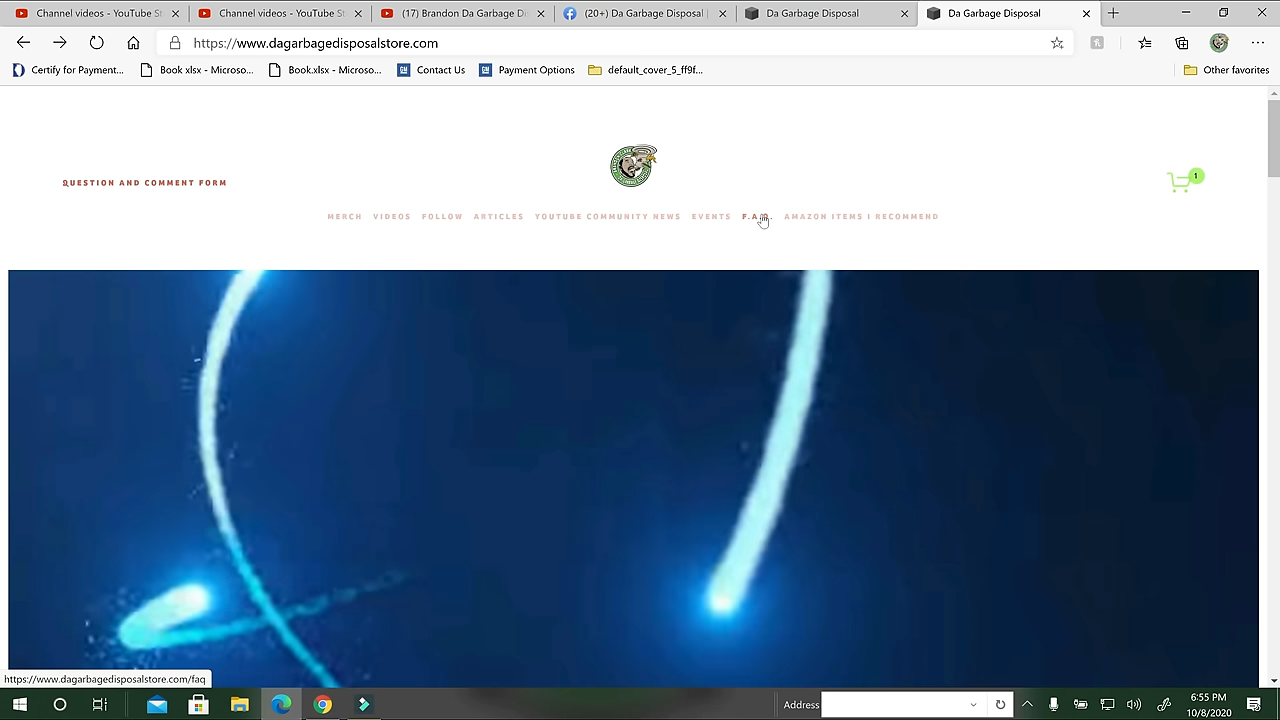 Channel videos - YouTube St
Channel videos - YouTube St
(17) Brandon Da Garbage Di
(20+) Da Garbage Disposal |
Da Garbage Disposal
Da Garbage Disposal
https://www.dagarbagedisposalstore.com
Certify for Payment...
Book xlsx - Microso...
Book.xlsx - Microso...
GM Contact Us
GM Payment Options
default_cover_5_ff9f...
Other favorites
QUESTION AND COMMENT FORM
1
MERCH VIDEOS FOLLOW ARTICLES YOUTUBE COMMUNITY NEWS EVENTS F.A.Q. AMAZON ITEMS I RECOMMEND
https://www.dagarbagedisposalstore.com/faq
Address
6:55 PM
10/8/2020